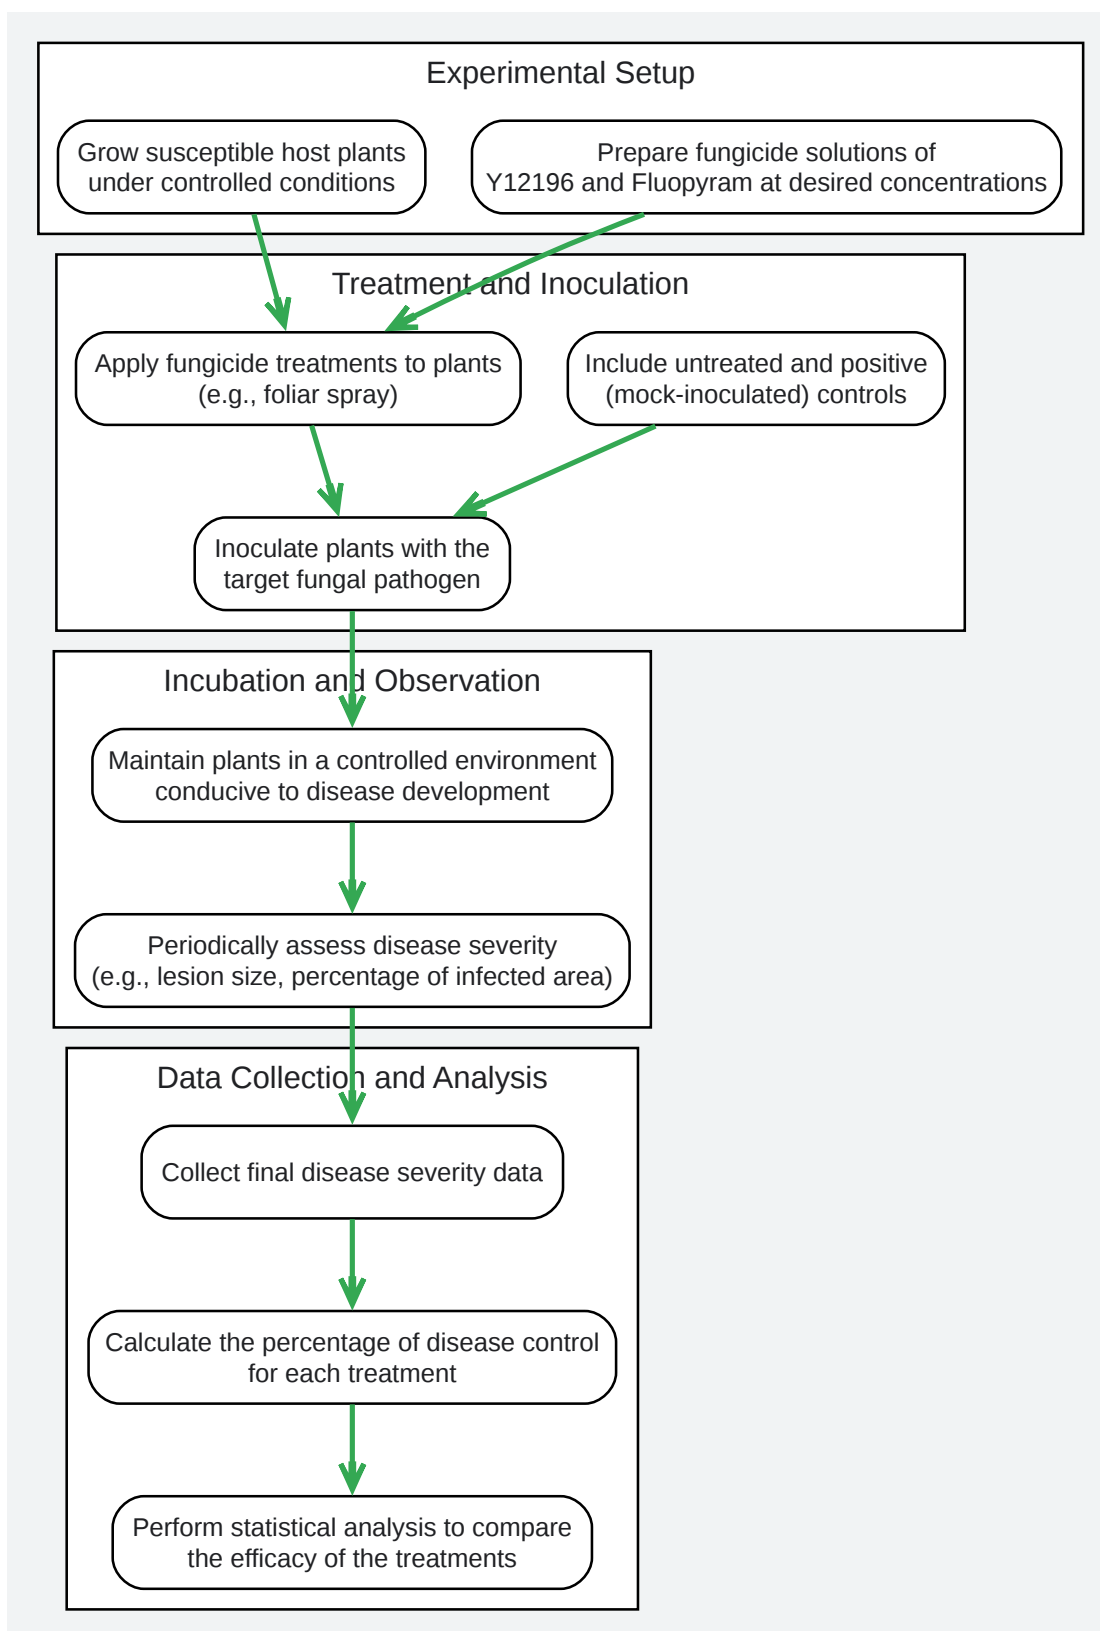 Experimental Setup
Grow susceptible host plants
under controlled conditions
Prepare fungicide solutions of
Y12196 and Fluopyram at desired concentrations
Treatment and Inoculation
Apply fungicide treatments to plants
(e.g., foliar spray)
Include untreated and positive
(mock-inoculated) controls
Inoculate plants with the
target fungal pathogen
Incubation and Observation
Maintain plants in a controlled environment
conducive to disease development
Periodically assess disease severity
(e.g., lesion size, percentage of infected area)
Data Collection and Analysis
Collect final disease severity data
Calculate the percentage of disease control
for each treatment
Perform statistical analysis to compare
the efficacy of the treatments